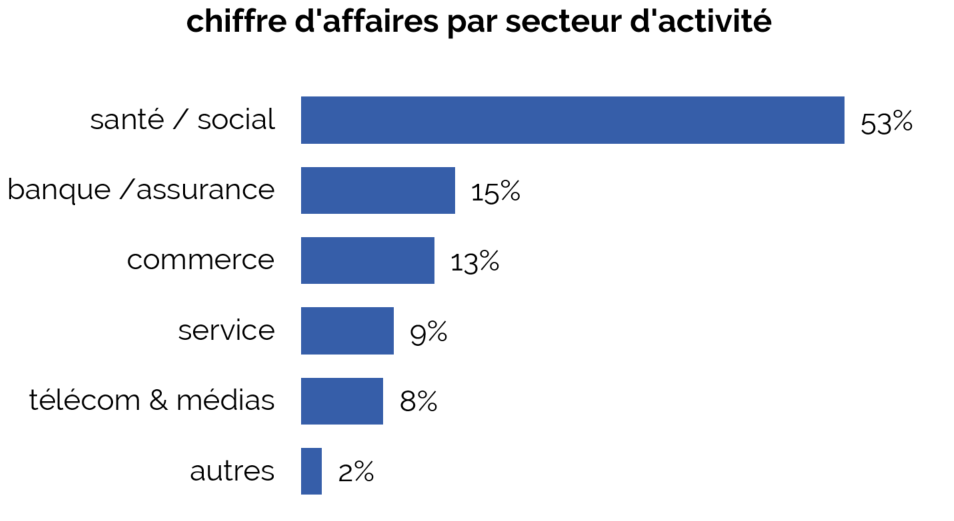 chiffre d'affaires par secteur d'activité
santé / social 53%
banque /assurance 15%
commerce 13%
service 9%
télécom & médias 8%
autres 2%